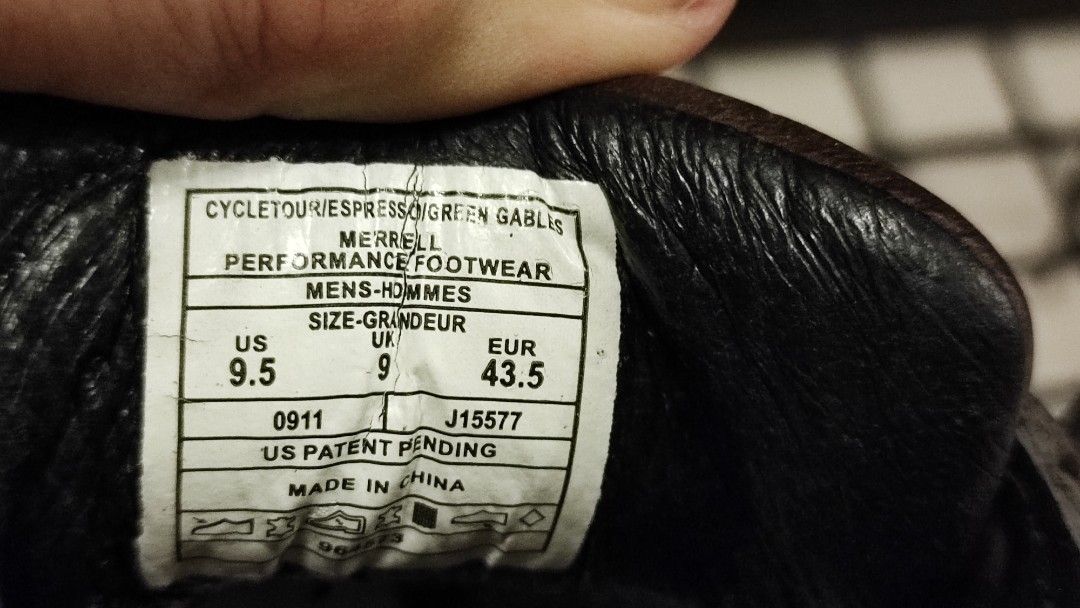 CYCLETOUR/ESPRESSO/GREEN GABLES
MERRELL
PERFORMANCE FOOTWEAR
MENS-HOMMES
SIZE-GRANDEUR
US UK EUR
9.5 9 43.5
0911 J15577
US PATENT PENDING
MADE IN CHINA